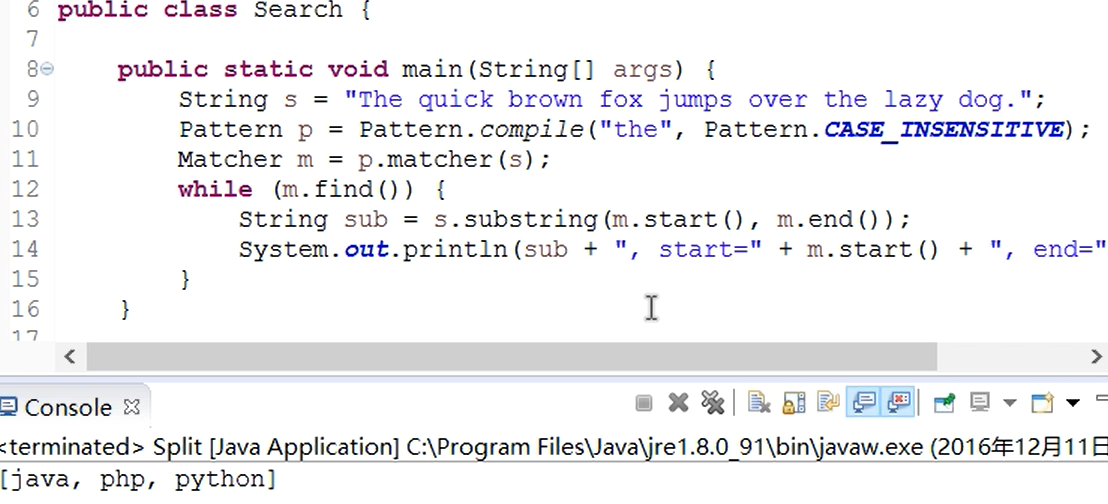 6 public class Search {
7
8 public static void main(String[] args) {
9 String s = "The quick brown fox jumps over the lazy dog.";
10 Pattern p = Pattern.compile("the", Pattern.CASE_INSENSITIVE);
11 Matcher m = p.matcher(s);
12 while (m.find()) {
13 String sub = s.substring(m.start(), m.end());
14 System.out.println(sub + ", start=" + m.start() + ", end="
15 }
16 }
17
Console
<terminated> Split [Java Application] C:\Program Files\Java\jre1.8.0_91\bin\javaw.exe (2016年12月11日
[java, php, python]